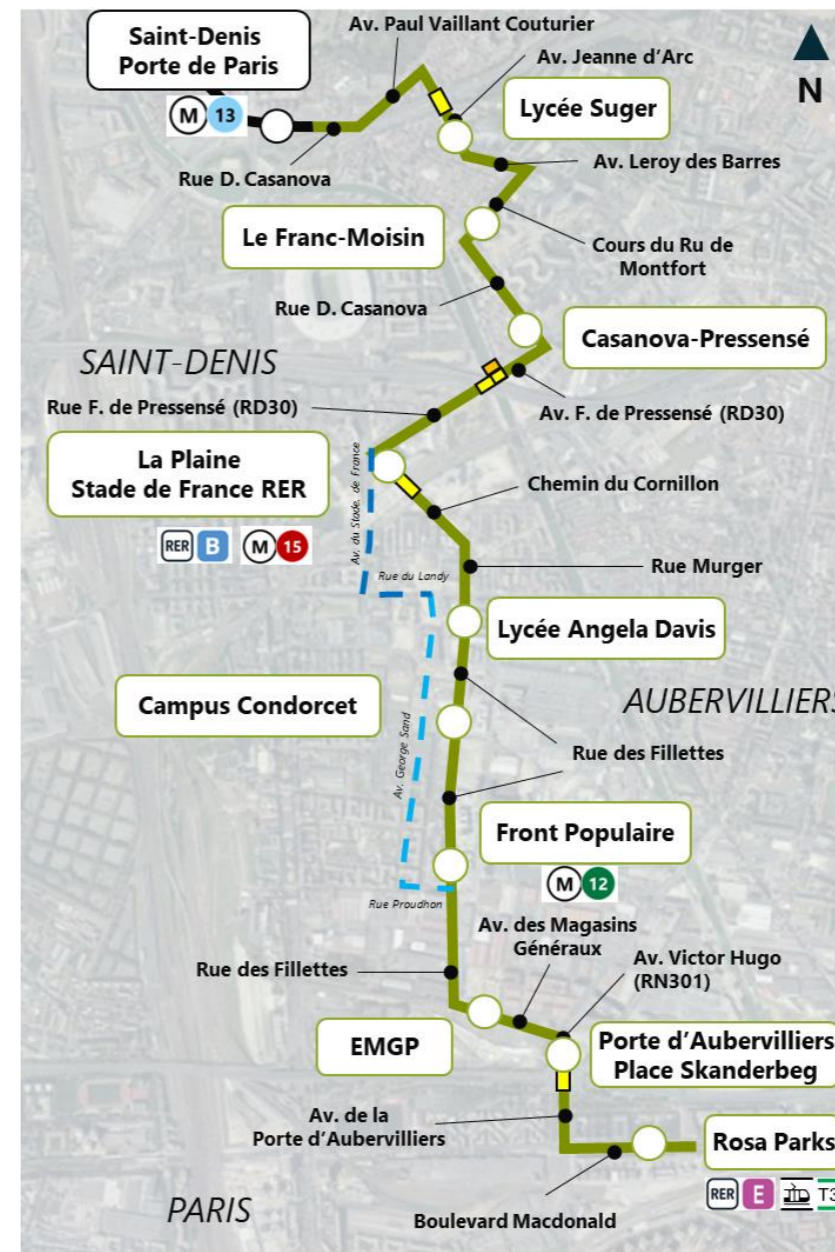 Av. Paul Vaillant Couturier
Saint-Denis
Porte de Paris
Av. Jeanne d'Arc
N
M 13
Lycée Suger
Av. Leroy des Barres
Rue D. Casanova
Le Franc-Moisin
Cours du Ru de
Montfort
Rue D. Casanova
Casanova-Pressensé
SAINT-DENIS
Rue F. de Pressensé (RD30)
Av. F. de Pressensé (RD30)
La Plaine
Stade de France RER
Av. du Stade. de France
Chemin du Cornillon
RER B M 15
Rue du Landy
Rue Murger
Lycée Angela Davis
Campus Condorcet
AUBERVILLIERS
Av. George Sand
Rue des Fillettes
Front Populaire
M 12
Rue Proudhon
Av. des Magasins
Généraux
Av. Victor Hugo
(RN301)
Rue des Fillettes
EMGP
Porte d'Aubervilliers
Place Skanderbeg
Av. de la
Porte d'Aubervilliers
Rosa Parks
RER E T3
PARIS
Boulevard Macdonald